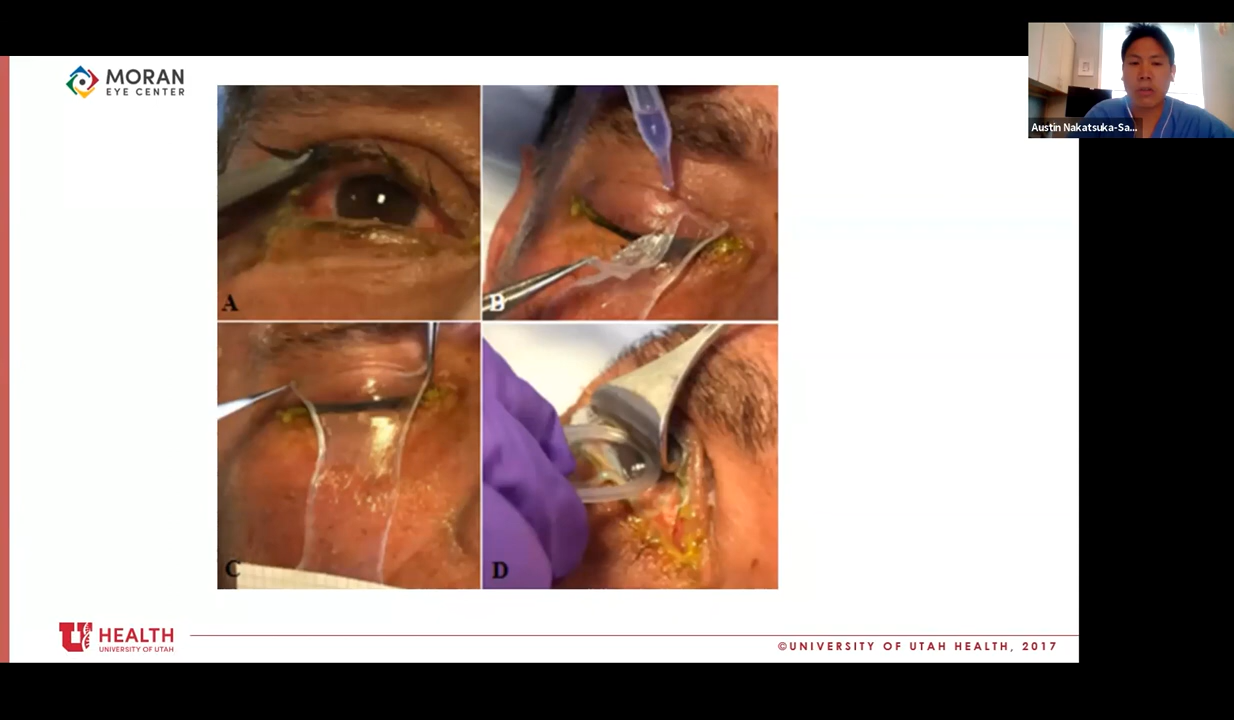 MORAN
EYE CENTER
Austin Nakatsuka-Sa...
A
B
C
D
U
HEALTH
UNIVERSITY OF UTAH
©UNIVERSITY OF UTAH HEALTH, 2017